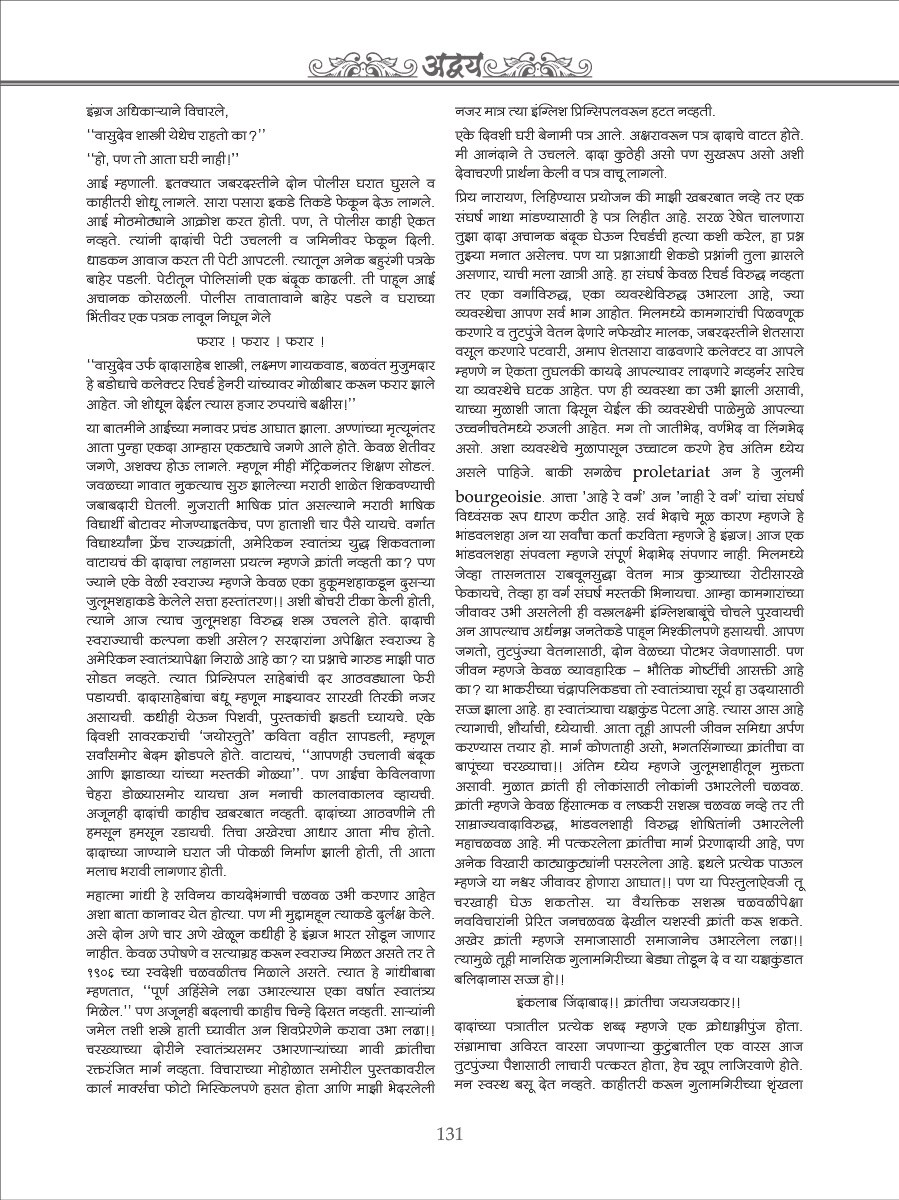 अद्वय
इंग्रज अधिकाऱ्याने विचारले,
‘‘वासुदेव शास्त्री येथेच राहतो का?’’
‘‘हो, पण तो आता घरी नाही!’’
आई म्हणाली. इतक्यात जबरदस्तीने दोन पोलीस घरात घुसले व
काहीतरी शोधू लागले. सारा पसारा इकडे तिकडे फेकून देऊ लागले.
आई मोठमोठ्याने आक्रोश करत होती. पण, ते पोलीस काही ऐकत
नव्हते. त्यांनी दादांची पेटी उचलली व जमिनीवर फेकून दिली.
धाडकन आवाज करत ती पेटी आपटली. त्यातून अनेक बहुरंगी पत्रके
बाहेर पडली. पेटीतून पोलिसांनी एक बंदूक काढली. ती पाहून आई
अचानक कोसळली. पोलीस तावातावाने बाहेर पडले व घराच्या
भिंतीवर एक पत्रक लावून निघून गेले
फरार ! फरार ! फरार !
‘‘वासुदेव उर्फ दादासाहेब शास्त्री, लक्ष्मण गायकवाड, बळवंत मुजुमदार
हे बडोद्याचे कलेक्टर रिचर्ड हेनरी यांच्यावर गोळीबार करून फरार झाले
आहेत. जो शोधून देईल त्यास हजार रुपयांचे बक्षीस!’’
या बातमीने आईच्या मनावर प्रचंड आघात झाला. अण्णांच्या मृत्यूनंतर
आता पुन्हा एकदा आम्हास एकट्याचे जगणे आले होते. केवळ शेतीवर
जगणे, अशक्य होऊ लागले. म्हणून मीही मॅट्रिकनंतर शिक्षण सोडलं.
जवळच्या गावात नुकत्याच सुरु झालेल्या मराठी शाळेत शिकवण्याची
जबाबदारी घेतली. गुजराती भाषिक प्रांत असल्याने मराठी भाषिक
विद्यार्थी बोटावर मोजण्याइतकेच, पण हाताशी चार पैसे यायचे. वर्गात
विद्यार्थ्यांना फ्रेंच राज्यक्रांती, अमेरिकन स्वातंत्र्य युद्ध शिकवताना
वाटायचं की दादाचा लहानसा प्रयत्न म्हणजे क्रांती नव्हती का? पण
ज्याने एके वेळी स्वराज्य म्हणजे केवळ एका हुकूमशहाकडून दुसऱ्या
जुलूमशहाकडे केलेले सत्ता हस्तांतरण!! अशी बोचरी टीका केली होती,
त्याने आज त्याच जुलूमशहा विरुद्ध शस्त्र उचलले होते. दादाची
स्वराज्याची कल्पना कशी असेल? सरदारांना अपेक्षित स्वराज्य हे
अमेरिकन स्वातंत्र्यापेक्षा निराळे आहे का? या प्रश्नाचे गारुड माझी पाठ
सोडत नव्हते. त्यात प्रिन्सिपल साहेबांची दर आठवड्याला फेरी
पडायची. दादासाहेबांचा बंधू म्हणून माझ्यावर सारखी तिरकी नजर
असायची. कधीही येऊन पिशवी, पुस्तकांची झडती घ्यायचे. एके
दिवशी सावरकरांची ‘जयोस्तुते’ कविता वहीत सापडली, म्हणून
सर्वांसमोर बेदम झोडपले होते. वाटायचं, ‘‘आपणही उचलावी बंदूक
आणि झाडाव्या यांच्या मस्तकी गोळ्या’’. पण आईचा केविलवाणा
चेहरा डोळ्यासमोर यायचा अन मनाची कालवाकालव व्हायची.
अजूनही दादांची काहीच खबरबात नव्हती. दादांच्या आठवणीने ती
हमसून हमसून रडायची. तिचा अखेरचा आधार आता मीच होतो.
दादाच्या जाण्याने घरात जी पोकळी निर्माण झाली होती, ती आता
मलाच भरावी लागणार होती.
महात्मा गांधी हे सविनय कायदेभंगाची चळवळ उभी करणार आहेत
अशा बाता कानावर येत होत्या. पण मी मुद्दामहून त्याकडे दुर्लक्ष केले.
असे दोन अणे चार अणे खेळून कधीही हे इंग्रज भारत सोडून जाणार
नाहीत. केवळ उपोषणे व सत्याग्रह करून स्वराज्य मिळत असते तर ते
१९०६ च्या स्वदेशी चळवळीतच मिळाले असते. त्यात हे गांधीबाबा
म्हणतात, ‘‘पूर्ण अहिंसेने लढा उभारल्यास एका वर्षात स्वातंत्र्य
मिळेल.’’ पण अजूनही बदलाची काहीच चिन्हे दिसत नव्हती. साऱ्यांनी
जमेल तशी शस्त्रे हाती घ्यावीत अन शिवप्रेरणेने करावा उभा लढा!!
चरख्याच्या दोरीने स्वातंत्र्यसमर उभारणाऱ्यांच्या गावी क्रांतीचा
रक्तरंजित मार्ग नव्हता. विचाराच्या मोहोळात समोरील पुस्तकावरील
कार्ल मार्क्सचा फोटो मिस्किलपणे हसत होता आणि माझी भेदरलेली
नजर मात्र त्या इंग्लिश प्रिन्सिपलवरून हटत नव्हती.
एके दिवशी घरी बेनामी पत्र आले. अक्षरावरून पत्र दादाचे वाटत होते.
मी आनंदाने ते उचलले. दादा कुठेही असो पण सुखरूप असो अशी
देवाचरणी प्रार्थना केली व पत्र वाचू लागलो.
प्रिय नारायण, लिहिण्यास प्रयोजन की माझी खबरबात नव्हे तर एक
संघर्ष गाथा मांडण्यासाठी हे पत्र लिहीत आहे. सरळ रेषेत चालणारा
तुझा दादा अचानक बंदूक घेऊन रिचर्डची हत्या कशी करेल, हा प्रश्न
तुझ्या मनात असेलच. पण या प्रश्नाआधी शेकडो प्रश्नांनी तुला ग्रासले
असणार, याची मला खात्री आहे. हा संघर्ष केवळ रिचर्ड विरुद्ध नव्हता
तर एका वर्गाविरुद्ध, एका व्यवस्थेविरुद्ध उभारला आहे, ज्या
व्यवस्थेचा आपण सर्व भाग आहोत. मिलमध्ये कामगारांची पिळवणूक
करणारे व तुटपुंजे वेतन देणारे नफेखोर मालक, जबरदस्तीने शेतसारा
वसूल करणारे पटवारी, अमाप शेतसारा वाढवणारे कलेक्टर वा आपले
म्हणणे न ऐकता तुघलकी कायदे आपल्यावर लादणारे गव्हर्नर सारेच
या व्यवस्थेचे घटक आहेत. पण ही व्यवस्था का उभी झाली असावी,
याच्या मुळाशी जाता दिसून येईल की व्यवस्थेची पाळेमुळे आपल्या
उच्चनीचतेमध्ये रुजली आहेत. मग तो जातीभेद, वर्णभेद वा लिंगभेद
असो. अशा व्यवस्थेचे मुळापासून उच्चाटन करणे हेच अंतिम ध्येय
असले पाहिजे. बाकी सगळेच proletariat अन हे जुलमी
bourgeoisie. आत्ता 'आहे रे वर्ग' अन 'नाही रे वर्ग' यांचा संघर्ष
विध्वंसक रूप धारण करीत आहे. सर्व भेदाचे मूळ कारण म्हणजे हे
भांडवलशहा अन या सर्वांचा कर्ता करविता म्हणजे हे इंग्रज! आज एक
भांडवलशहा संपवला म्हणजे संपूर्ण भेदाभेद संपणार नाही. मिलमध्ये
जेव्हा तासनतास राबवूनसुद्धा वेतन मात्र कुत्र्याच्या रोटीसारखे
फेकायचे, तेव्हा हा वर्ग संघर्ष मस्तकी भिनायचा. आम्हा कामगारांच्या
जीवावर उभी असलेली ही वस्त्रलक्ष्मी इंग्लिशबाबूंचे चोचले पुरवायची
अन आपल्याच अर्धनग्न जनतेकडे पाहून मिश्कीलपणे हसायची. आपण
जगतो, तुटपुंज्या वेतनासाठी, दोन वेळच्या पोटभर जेवणासाठी. पण
जीवन म्हणजे केवळ व्यावहारिक – भौतिक गोष्टींची आसक्ती आहे
का? या भाकरीच्या चंद्रापलिकडचा तो स्वातंत्र्याचा सूर्य हा उदयासाठी
सज्ज झाला आहे. हा स्वातंत्र्याचा यज्ञकुंड पेटला आहे. त्यास आस आहे
त्यागाची, शौर्याची, ध्येयाची. आता तूही आपली जीवन समिधा अर्पण
करण्यास तयार हो. मार्ग कोणताही असो, भगतसिंगाच्या क्रांतीचा वा
बापूंच्या चरख्याचा!! अंतिम ध्येय म्हणजे जुलूमशाहीतून मुक्तता
असावी. मुळात क्रांती ही लोकांसाठी लोकांनी उभारलेली चळवळ.
क्रांती म्हणजे केवळ हिंसात्मक व लष्करी सशस्त्र चळवळ नव्हे तर ती
साम्राज्यवादाविरुद्ध, भांडवलशाही विरुद्ध शोषितांनी उभारलेली
महाचळवळ आहे. मी पत्करलेला क्रांतीचा मार्ग प्रेरणादायी आहे, पण
अनेक विखारी काट्याकुट्यांनी पसरलेला आहे. इथले प्रत्येक पाऊल
म्हणजे या नश्वर जीवावर होणारा आघात!! पण या पिस्तुलाऐवजी तू
चरखाही घेऊ शकतोस. या वैयक्तिक सशस्त्र चळवळीपेक्षा
नवविचारांनी प्रेरित जनचळवळ देखील यशस्वी क्रांती करू शकते.
अखेर क्रांती म्हणजे समाजासाठी समाजानेच उभारलेला लढा!!
त्यामुळे तूही मानसिक गुलामगिरीच्या बेड्या तोडून दे व या यज्ञकुंडात
बलिदानास सज्ज हो!!
इंकलाब जिंदाबाद!! क्रांतीचा जयजयकार!!
दादांच्या पत्रातील प्रत्येक शब्द म्हणजे एक क्रोधाग्नीपुंज होता.
संग्रामाचा अविरत वारसा जपणाऱ्या कुटुंबातील एक वारस आज
तुटपुंज्या पैशासाठी लाचारी पत्करता होता, हेच खूप लाजिरवाणे होते.
मन स्वस्थ बसू देत नव्हते. काहीतरी करून गुलामगिरीच्या शृंखला
131